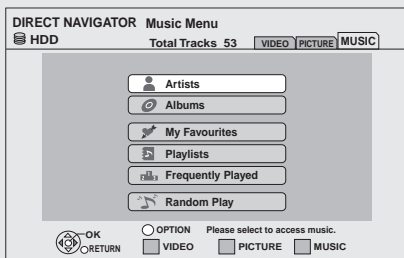 DIRECT NAVIGATOR Music Menu
HDD Total Tracks 53 VIDEO PICTURE MUSIC
Artists
Albums
My Favourites
Playlists
Frequently Played
Random Play
OK OPTION Please select to access music.
RETURN VIDEO PICTURE MUSIC